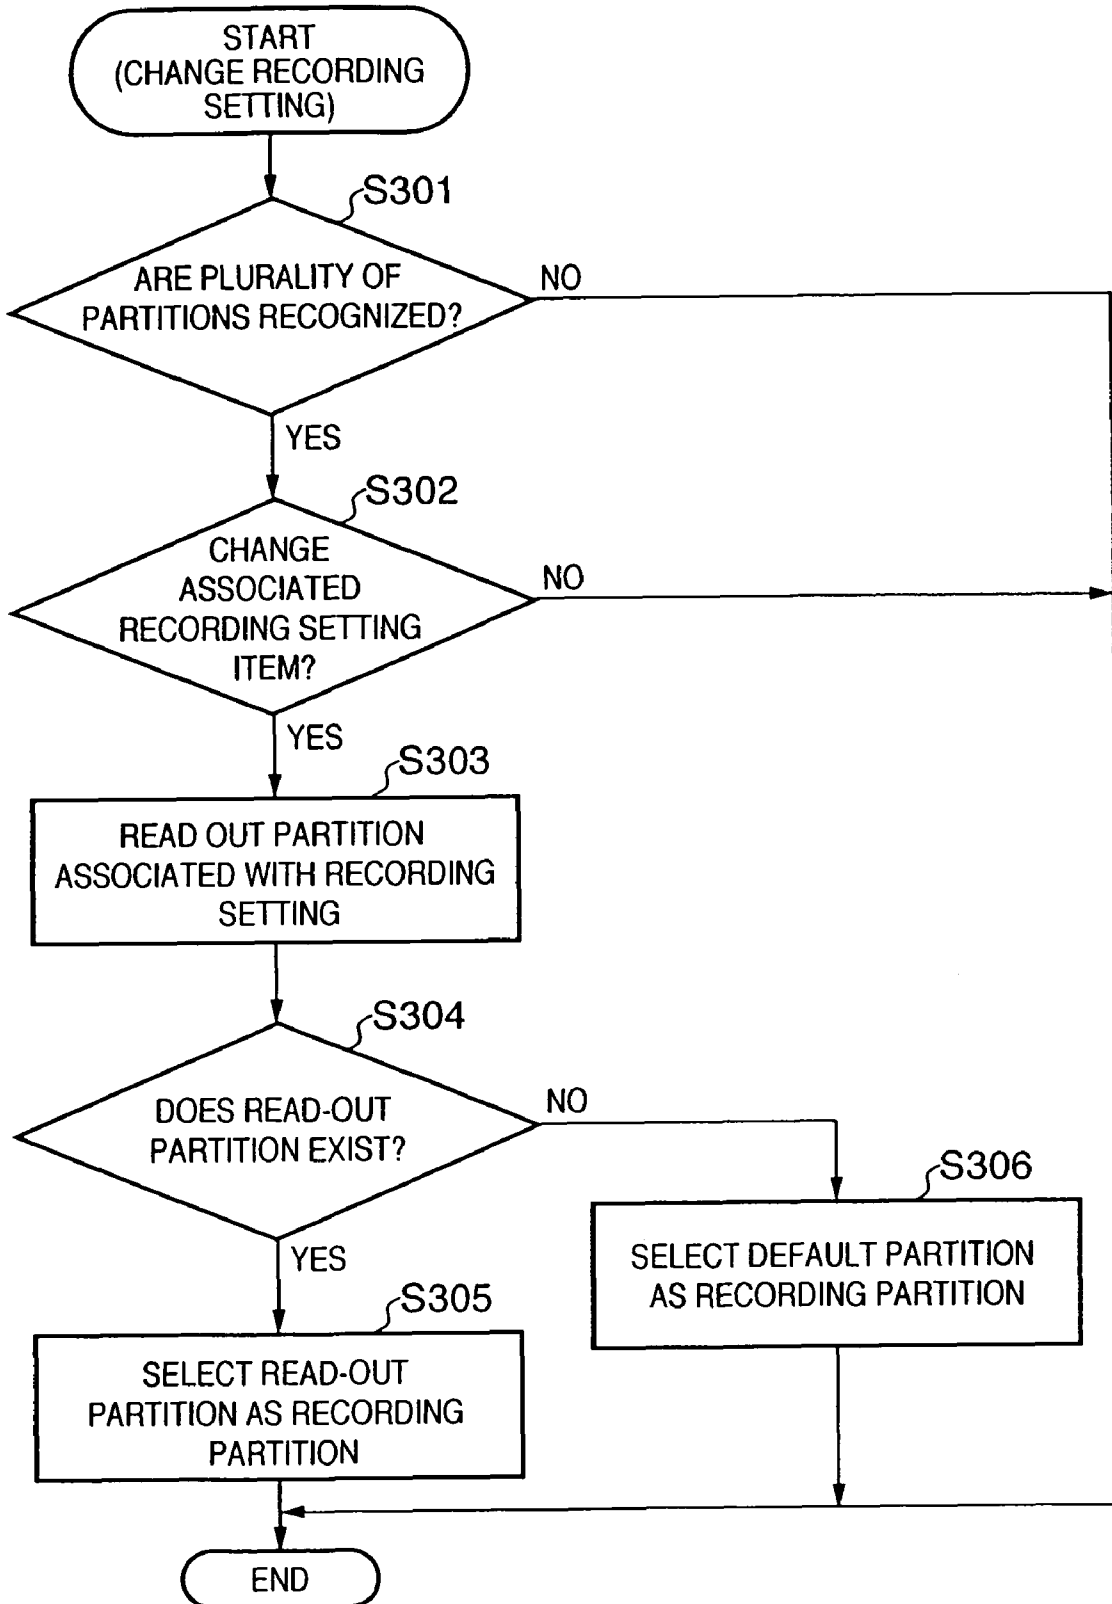 START
(CHANGE RECORDING
SETTING)
S301
ARE PLURALITY OF
PARTITIONS RECOGNIZED?
NO
YES
S302
CHANGE
ASSOCIATED
RECORDING SETTING
ITEM?
NO
YES
S303
READ OUT PARTITION
ASSOCIATED WITH RECORDING
SETTING
S304
DOES READ-OUT
PARTITION EXIST?
NO
YES
S306
SELECT DEFAULT PARTITION
AS RECORDING PARTITION
S305
SELECT READ-OUT
PARTITION AS RECORDING
PARTITION
END